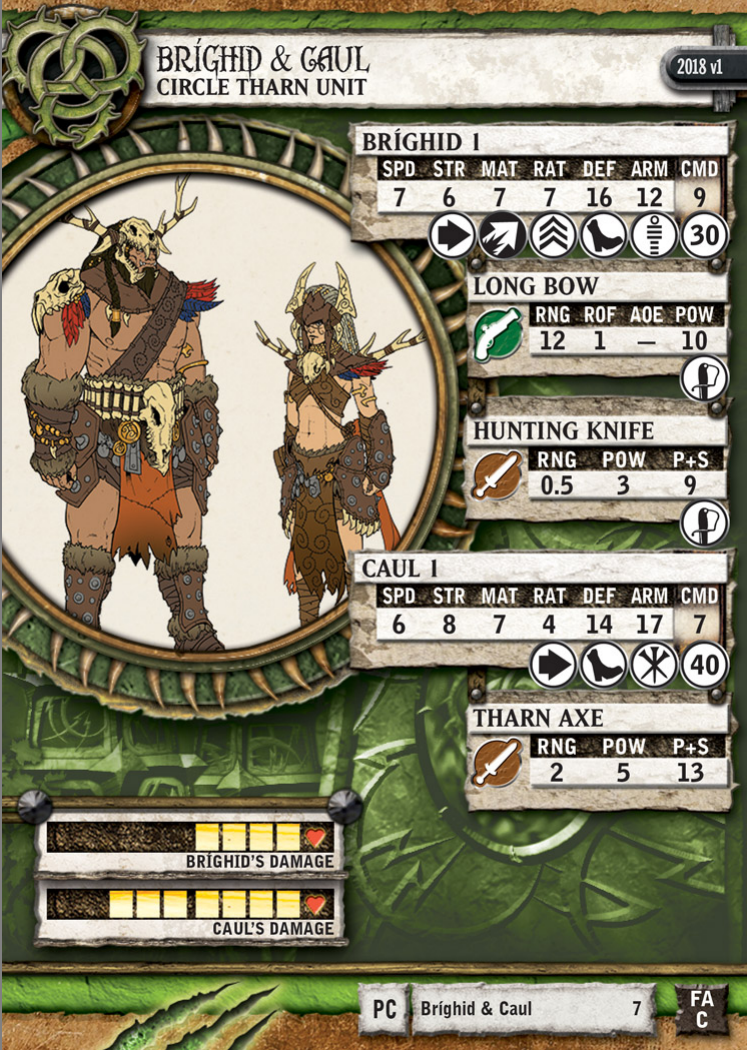 BRÍGHID & CAUL
CIRCLE THARN UNIT
2018 v1
BRÍGHID 1
SPD STR MAT RAT DEF ARM CMD
7 6 7 7 16 12 9
30
LONG BOW
RNG ROF AOE POW
12 1 — 10
HUNTING KNIFE
RNG POW P+S
0.5 3 9
CAUL 1
SPD STR MAT RAT DEF ARM CMD
6 8 7 4 14 17 7
40
THARN AXE
RNG POW P+S
2 5 13
BRÍGHID'S DAMAGE
CAUL'S DAMAGE
PC Bríghid & Caul 7
FA
C